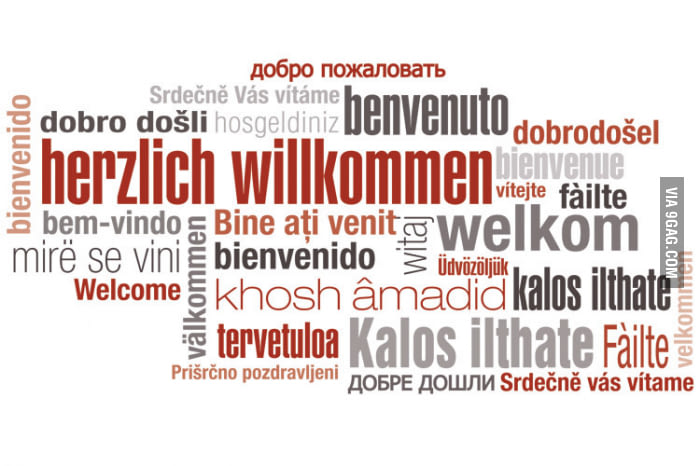 добро пожаловать
Srdečně Vás vítáme
benvenuto
bienvenido
dobro došli
hosgeldiniz
dobrodošel
herzlich willkommen
bienvenue
vítejte
fàilte
bem-vindo
Bine ați venit
witaj
welkom
mirë se vini
välkommen
bienvenido
Üdvözöljük
Welcome
khosh âmadid
kalos ilthate
velkommen
tervetuloa
Kalos ilthate
Fàilte
Prišrčno pozdravljeni
ДОБРЕ ДОШЛИ
Srdečně vás vítame
VIA 9GAG.COM